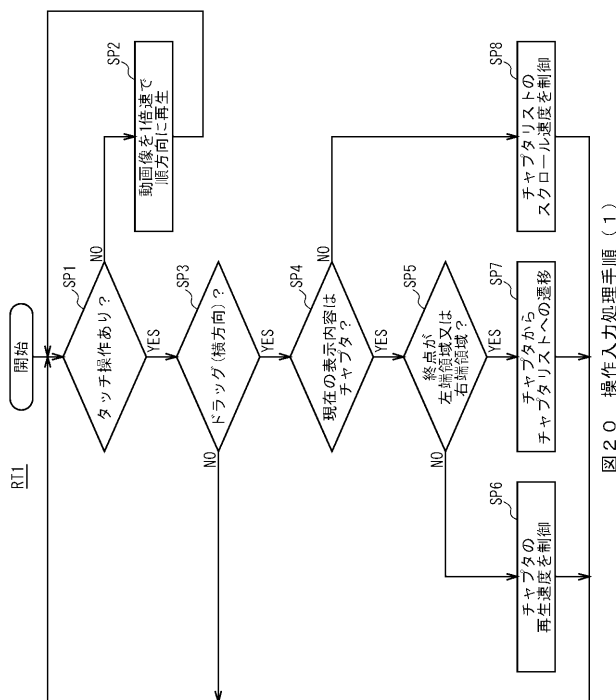 RT1
開始
SP1
タッチ操作あり？
NO
YES
SP2
動画像を1倍速で
順方向に再生
SP3
ドラッグ(横方向)？
NO
YES
SP4
現在の表示内容は
チャプタ？
NO
YES
SP5
終点が
左端領域又は
右端領域？
NO
YES
SP6
チャプタの
再生速度を制御
SP7
チャプタから
チャプタリストへの遷移
SP8
チャプタリストの
スクロール速度を制御
図２０　操作入力処理手順（１）